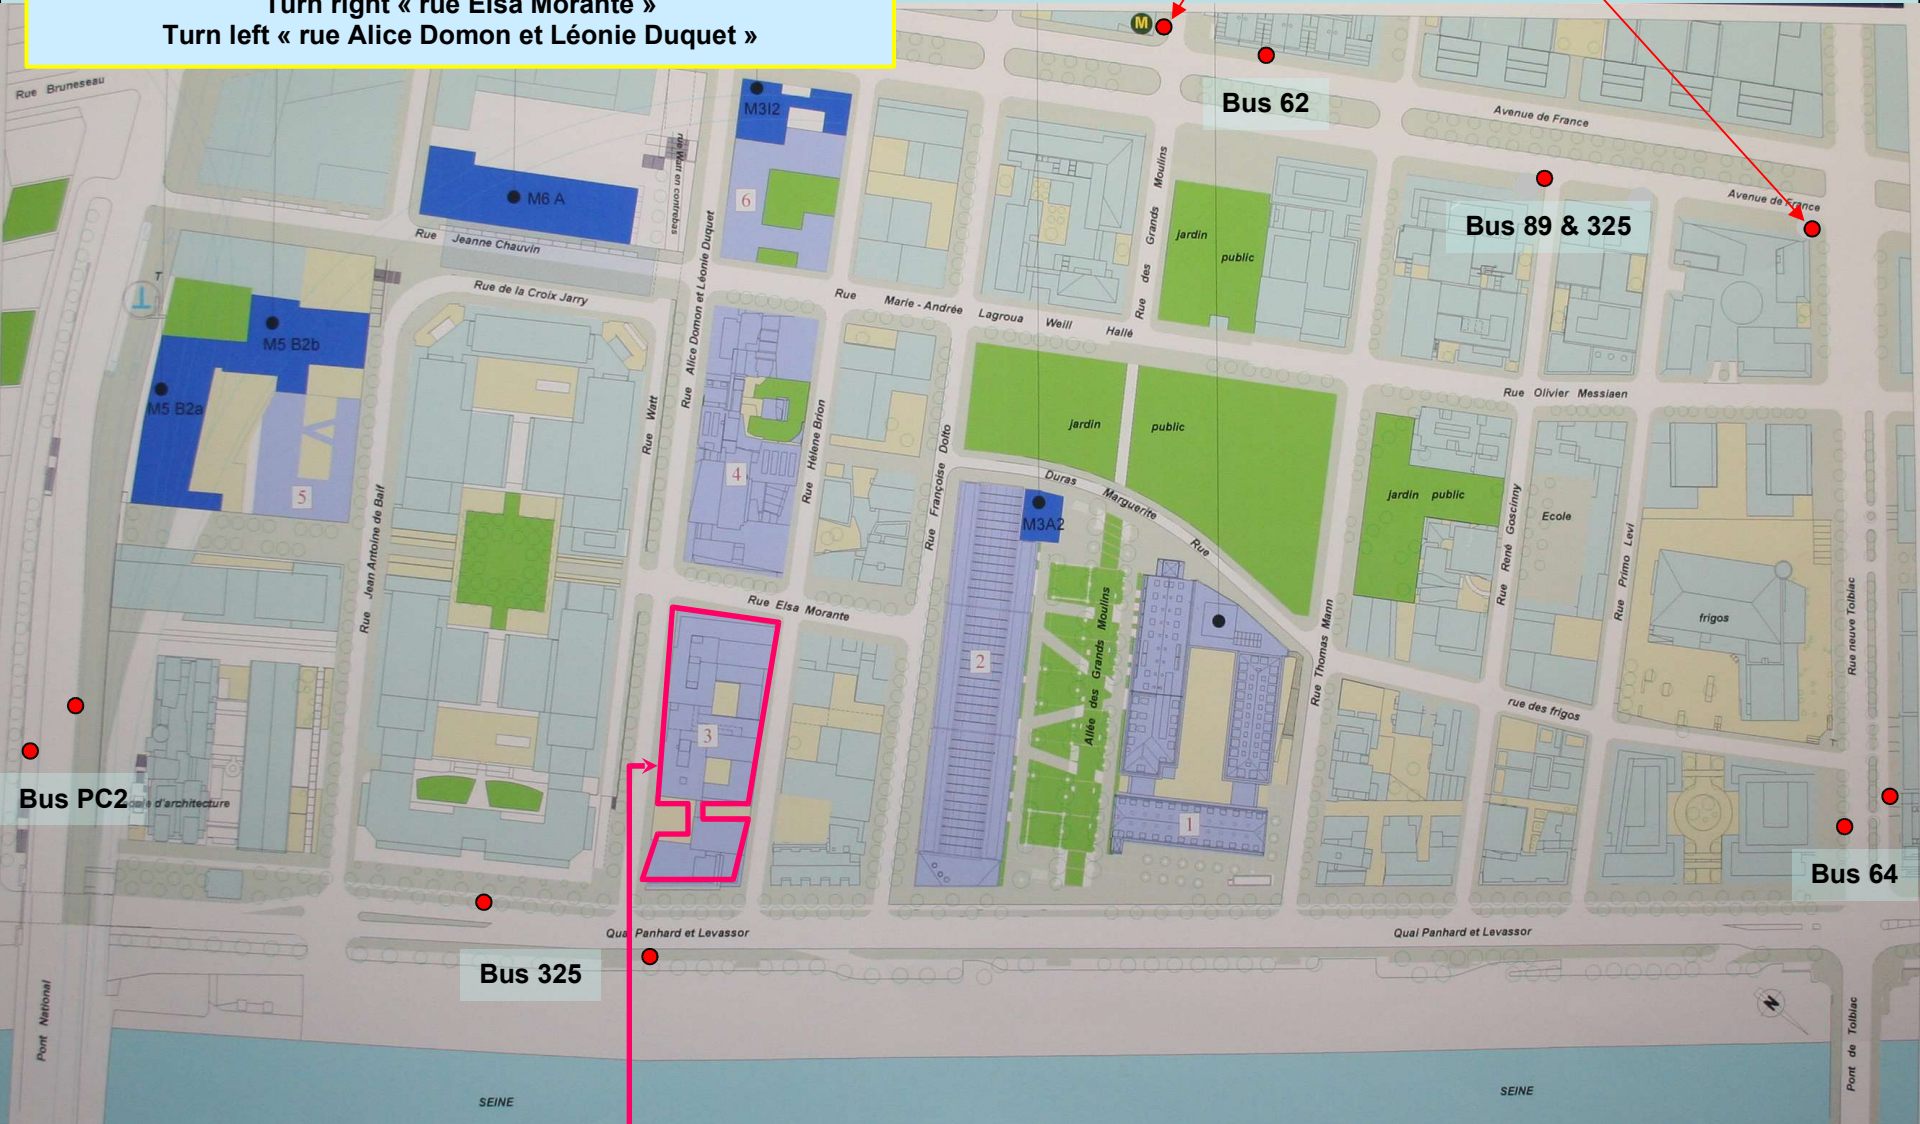 Turn right « rue Elsa Morante »
Turn left « rue Alice Domon et Léonie Duquet »
M
Bus 62
Avenue de France
Avenue de France
Bus 89 & 325
Rue Bruneseau
M3I2
M6 A
rue Watt en contrebas
6
Rue Jeanne Chauvin
Rue de la Croix Jarry
Rue Alice Domon et Léonie Duquet
Rue Marie - Andrée Lagroua Weill Hallé
Rue des Grands Moulins
jardin public
T
M5 B2b
M5 B2a
5
Rue Jean Antoine de Baïf
Rue Watt
4
Rue Hélène Brion
Rue Françoise Dolto
jardin public
Rue Marguerite Duras
M3A2
Rue Olivier Messiaen
jardin public
Ecole
Rue René Goscinny
Rue Primo Levi
frigos
Rue neuve Tolbiac
Rue Elsa Morante
3
2
Allée des Grands Moulins
1
Rue Thomas Mann
rue des frigos
Bus PC2
d'architecture
Bus 64
Quai Panhard et Levassor
Quai Panhard et Levassor
Bus 325
N
Pont National
Pont de Tolbiac
SEINE
SEINE